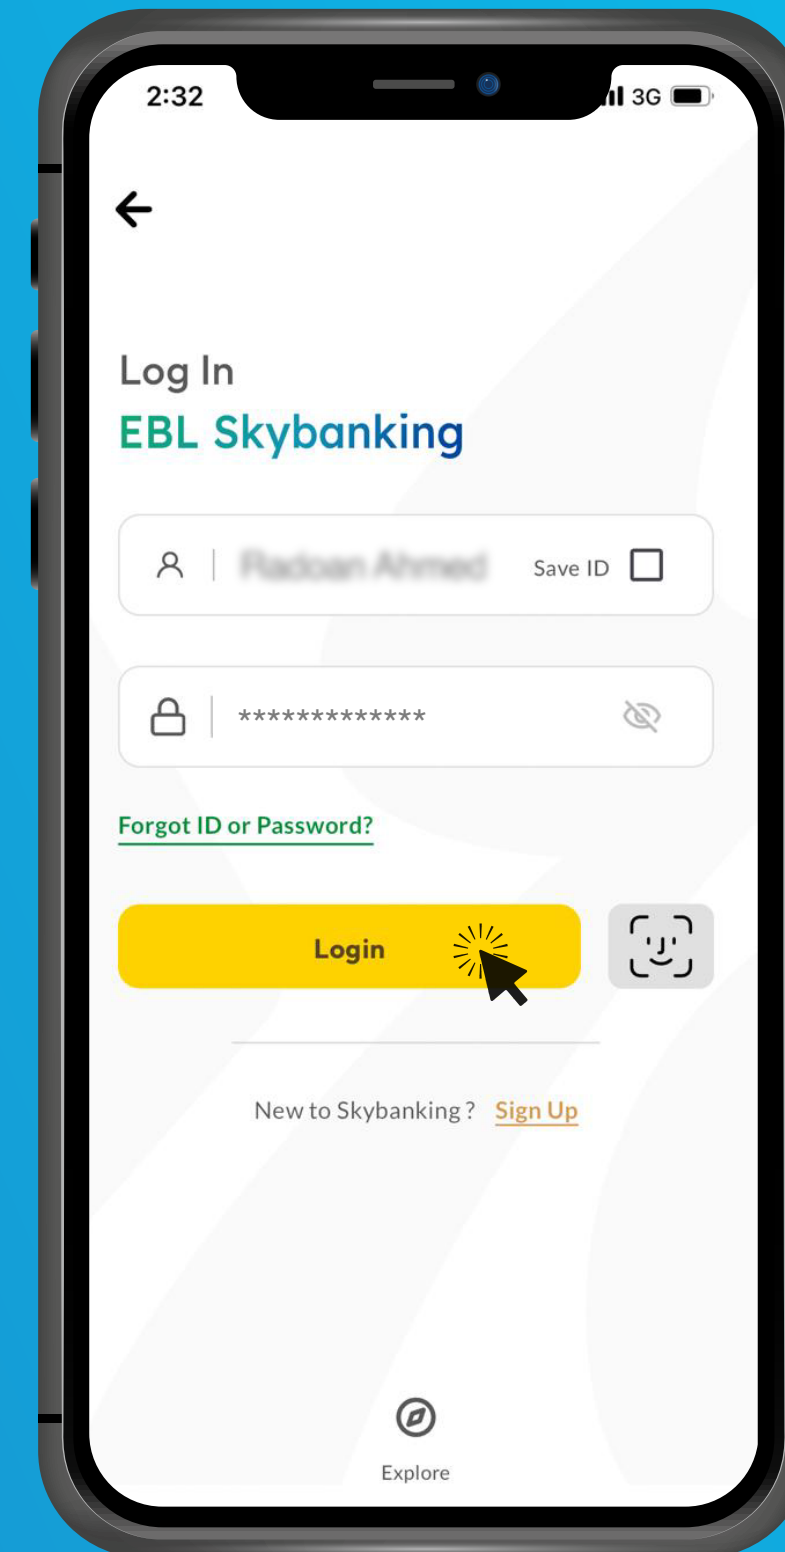 2:32
3G
Log In
EBL Skybanking
Save ID
*************
Forgot ID or Password?
Login
New to Skybanking ? Sign Up
Explore